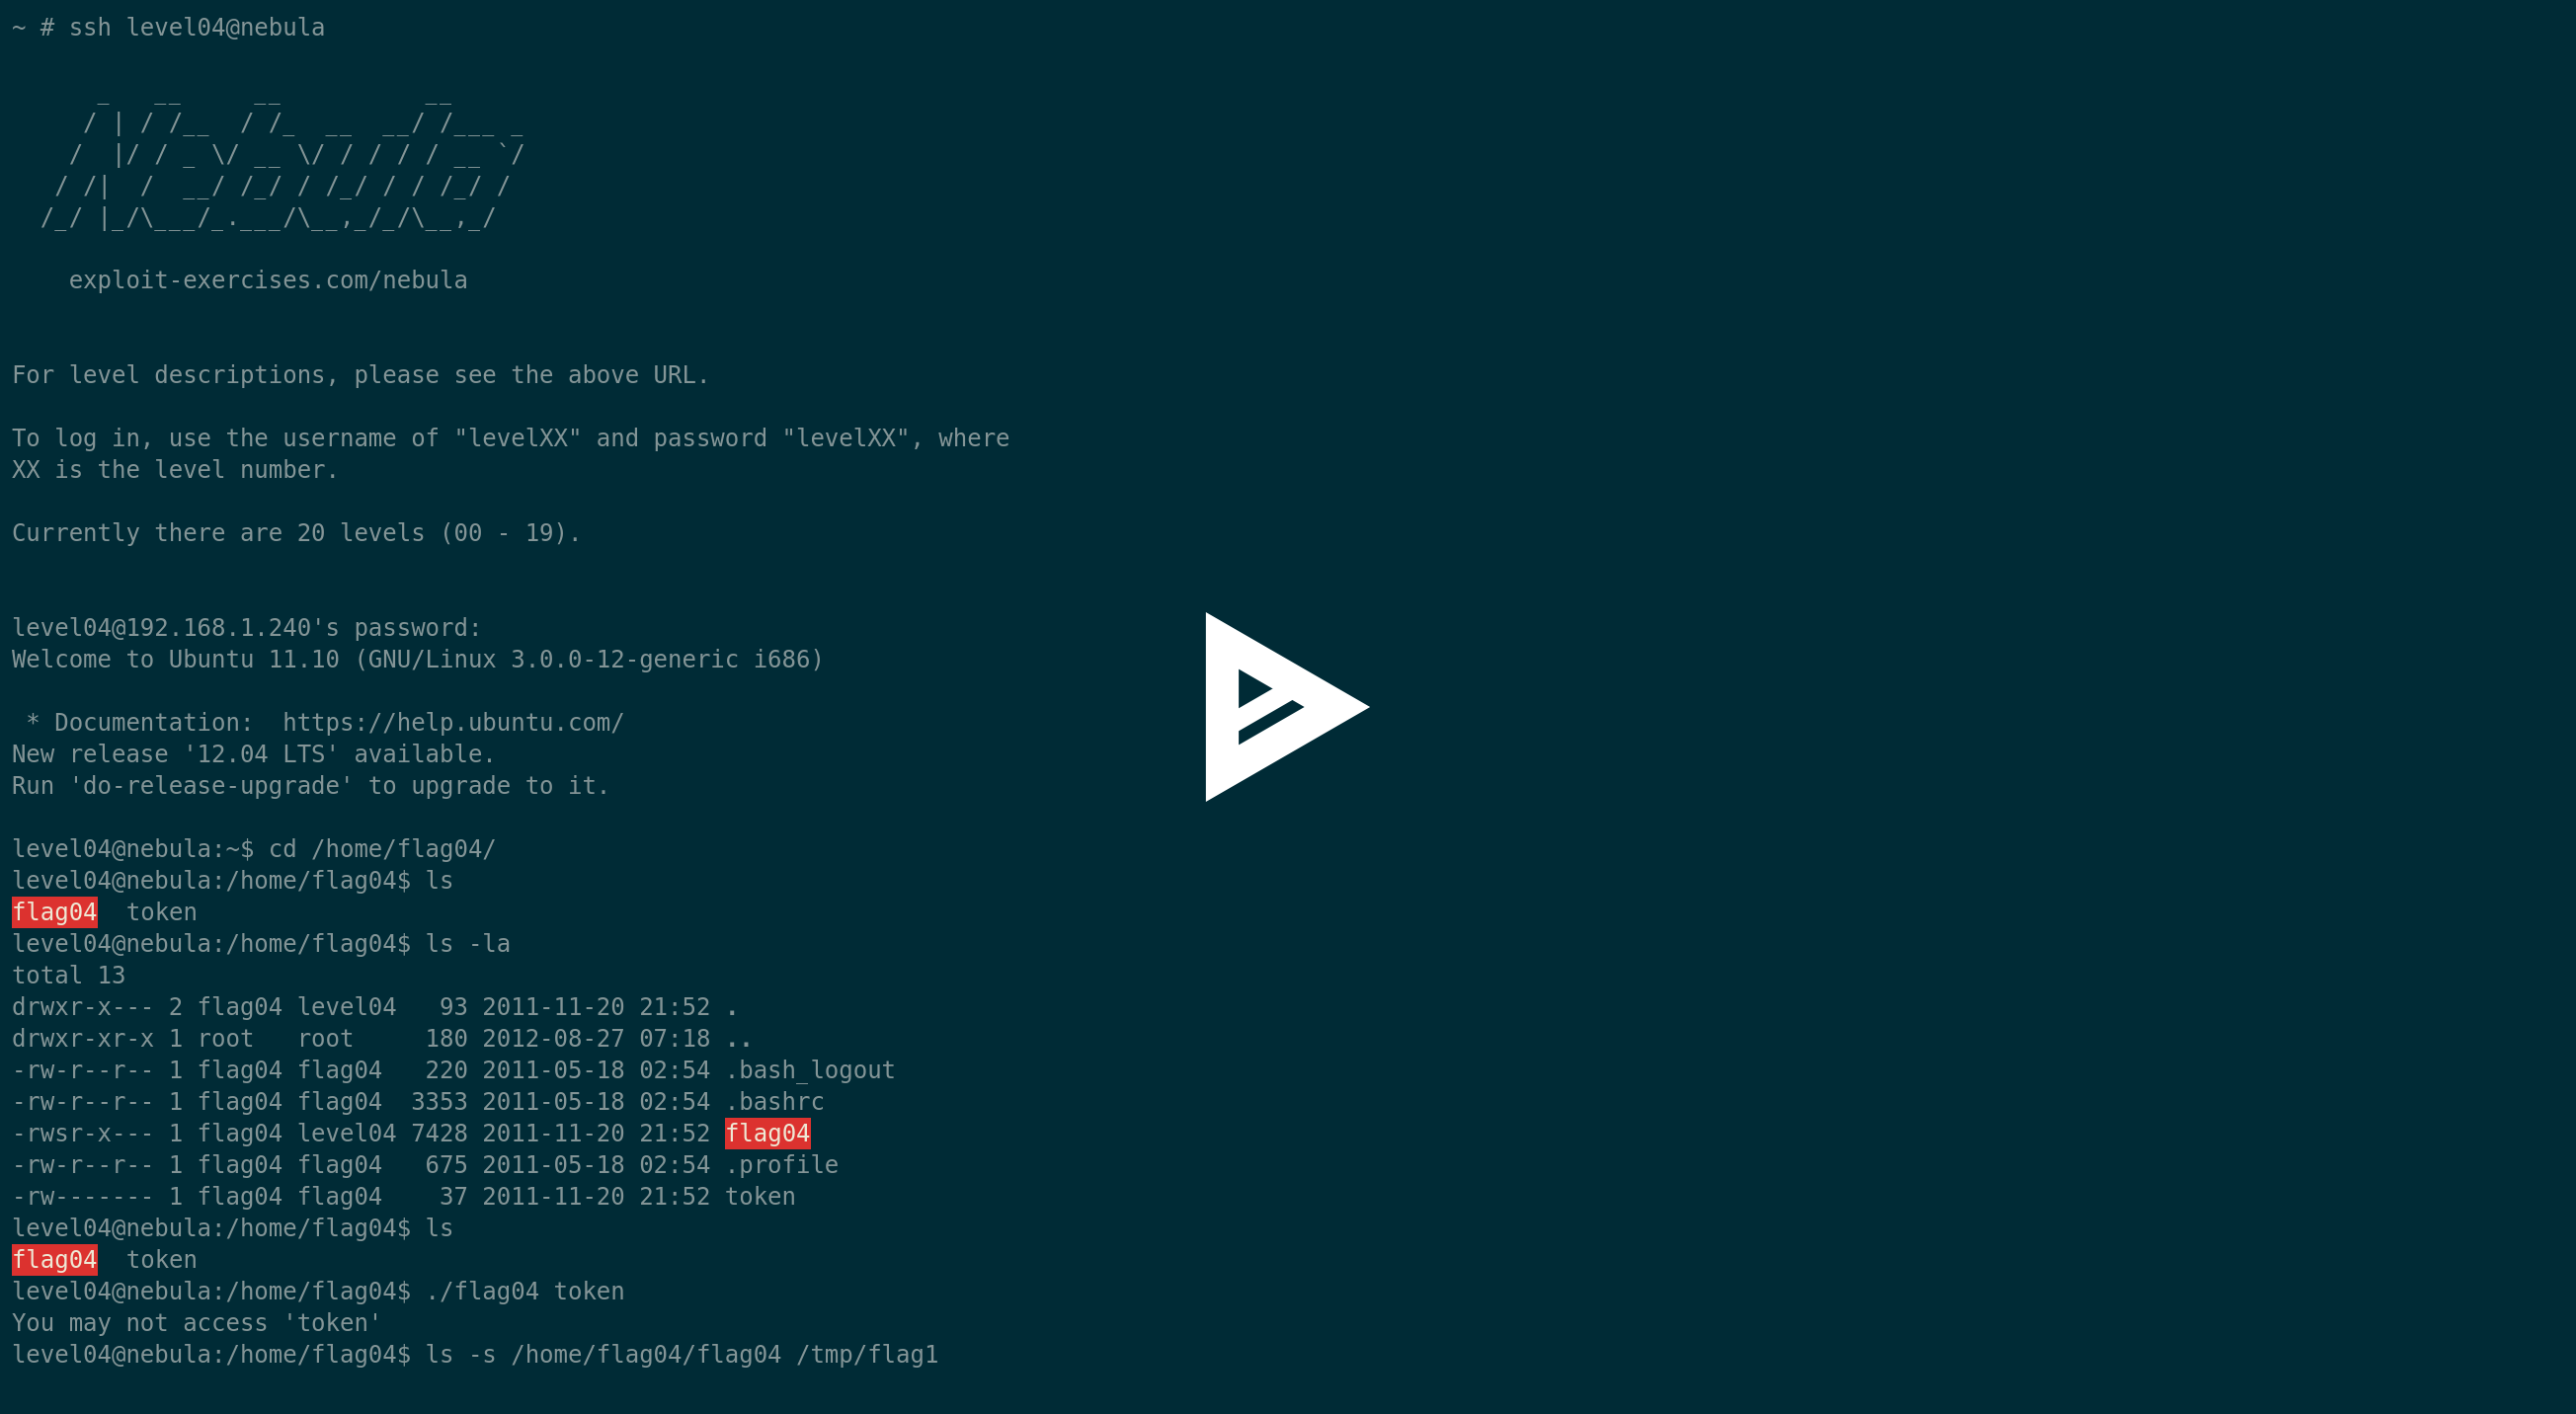 ~ # ssh level04@nebula
      _   __     __          __
     / | / /__  / /_  __  __/ /___ _
    /  |/ / _ \/ __ \/ / / / / __ `/
   / /|  /  __/ /_/ / /_/ / / /_/ /
  /_/ |_/\___/_.___/\__,_/_/\__,_/
    exploit-exercises.com/nebula
For level descriptions, please see the above URL.
To log in, use the username of "levelXX" and password "levelXX", where
XX is the level number.
Currently there are 20 levels (00 - 19).
level04@192.168.1.240's password:
Welcome to Ubuntu 11.10 (GNU/Linux 3.0.0-12-generic i686)
 * Documentation:  https://help.ubuntu.com/
New release '12.04 LTS' available.
Run 'do-release-upgrade' to upgrade to it.
level04@nebula:~$ cd /home/flag04/
level04@nebula:/home/flag04$ ls
flag04  token
level04@nebula:/home/flag04$ ls -la
total 13
drwxr-x--- 2 flag04 level04   93 2011-11-20 21:52 .
drwxr-xr-x 1 root   root     180 2012-08-27 07:18 ..
-rw-r--r-- 1 flag04 flag04   220 2011-05-18 02:54 .bash_logout
-rw-r--r-- 1 flag04 flag04  3353 2011-05-18 02:54 .bashrc
-rwsr-x--- 1 flag04 level04 7428 2011-11-20 21:52 flag04
-rw-r--r-- 1 flag04 flag04   675 2011-05-18 02:54 .profile
-rw------- 1 flag04 flag04    37 2011-11-20 21:52 token
level04@nebula:/home/flag04$ ls
flag04  token
level04@nebula:/home/flag04$ ./flag04 token
You may not access 'token'
level04@nebula:/home/flag04$ ls -s /home/flag04/flag04 /tmp/flag1